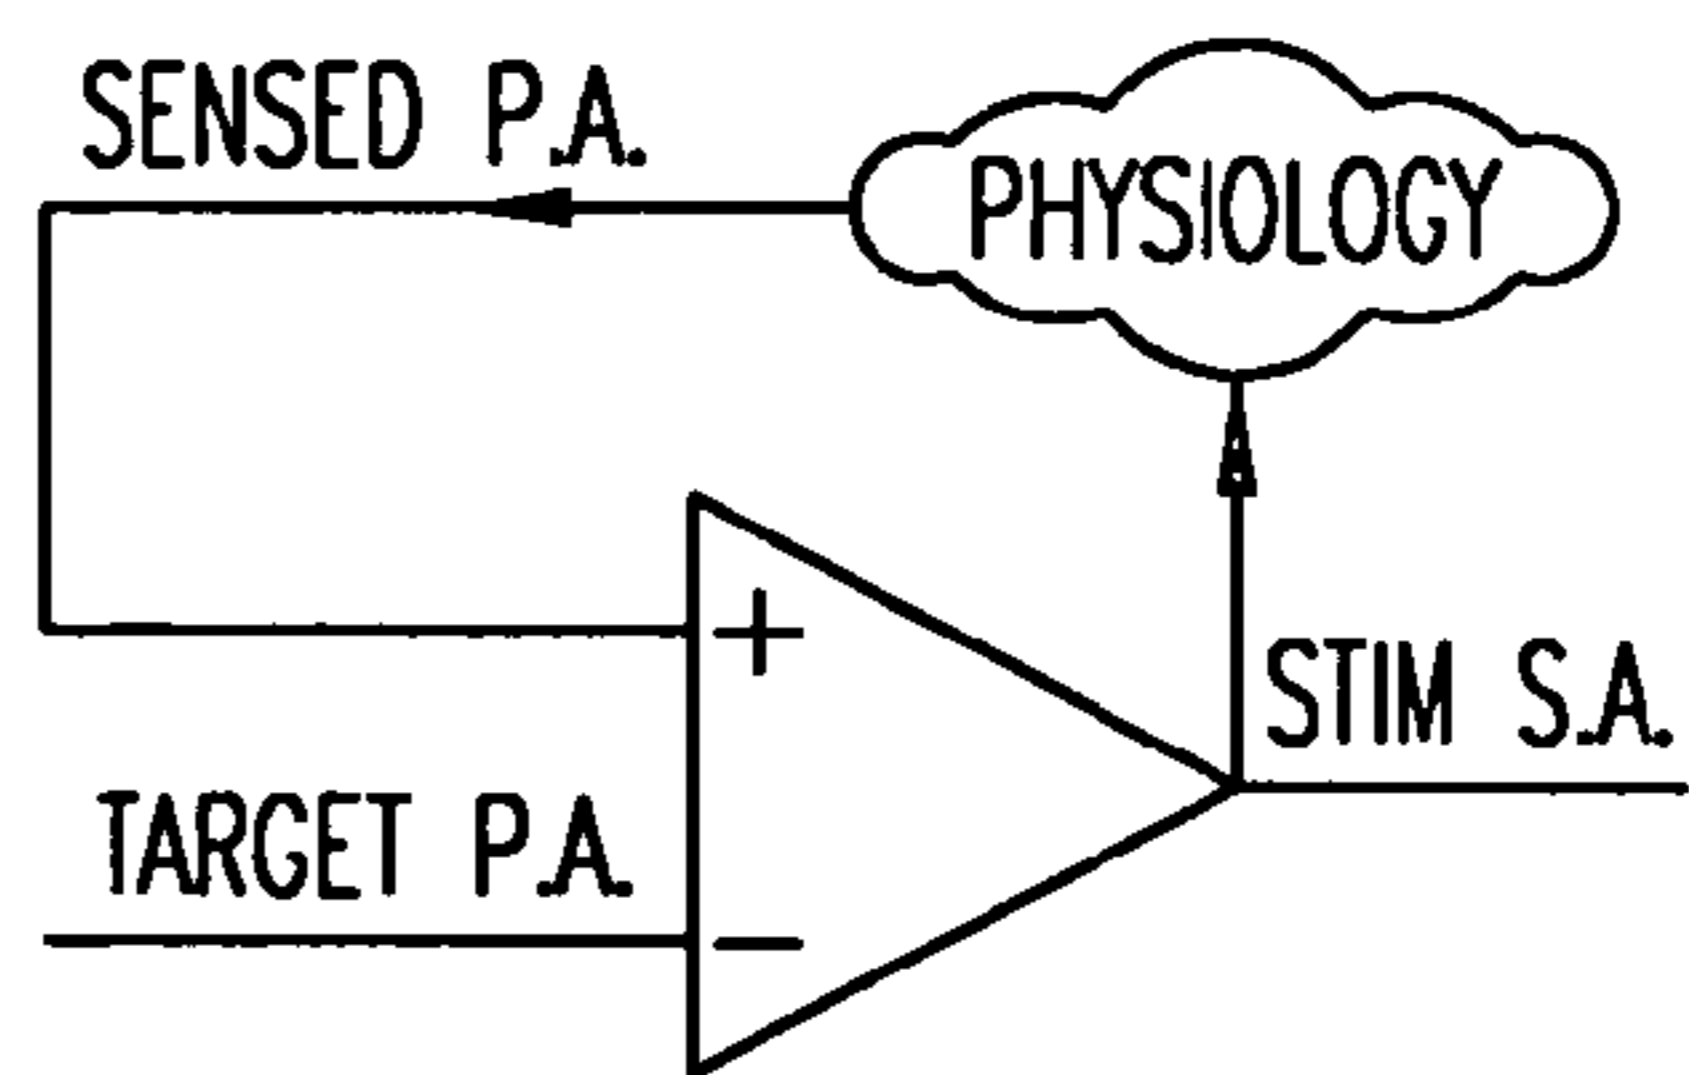 SENSED P.A.
PHYSIOLOGY
+
STIM S.A.
TARGET P.A.
−